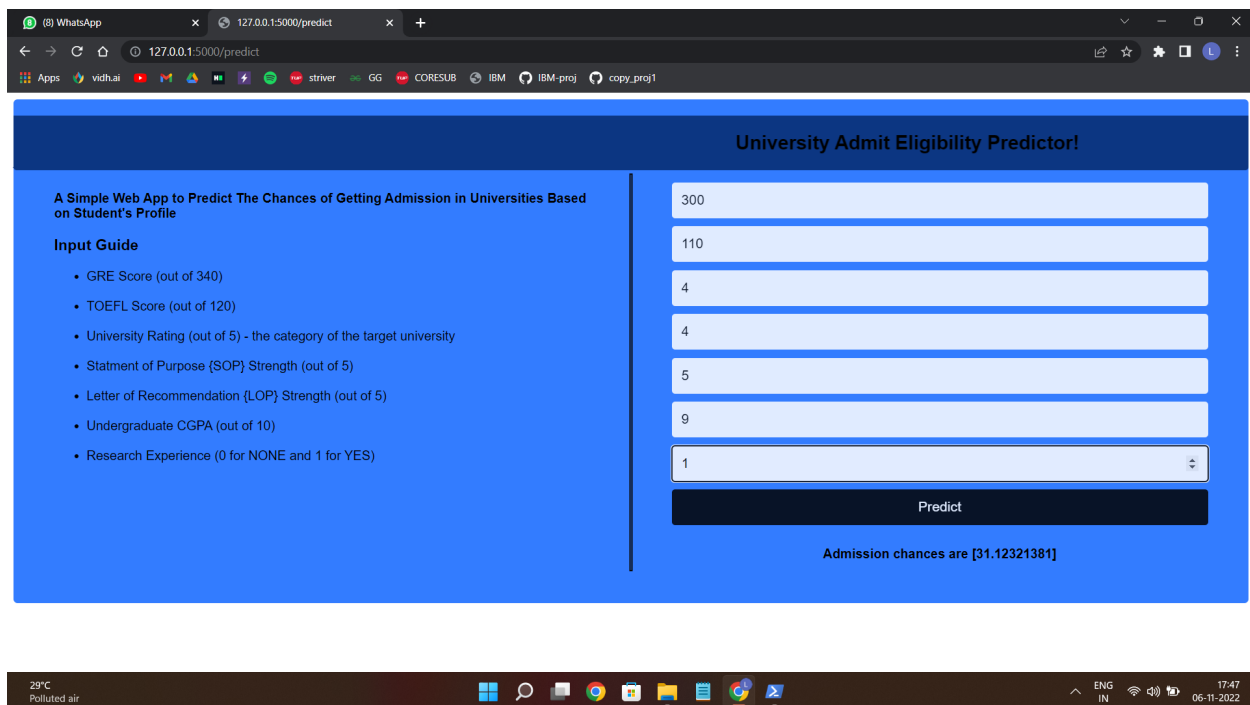 (8) WhatsApp
127.0.0.1:5000/predict
127.0.0.1:5000/predict
L
Apps
vidh.ai
striver
GG
CORESUB
IBM
IBM-proj
copy_proj1
University Admit Eligibility Predictor!
A Simple Web App to Predict The Chances of Getting Admission in Universities Based
on Student's Profile
Input Guide
• GRE Score (out of 340)
• TOEFL Score (out of 120)
• University Rating (out of 5) - the category of the target university
• Statment of Purpose {SOP} Strength (out of 5)
• Letter of Recommendation {LOP} Strength (out of 5)
• Undergraduate CGPA (out of 10)
• Research Experience (0 for NONE and 1 for YES)
300
110
4
4
5
9
1
Predict
Admission chances are [31.12321381]
29°C
Polluted air
ENG
IN
17:47
06-11-2022